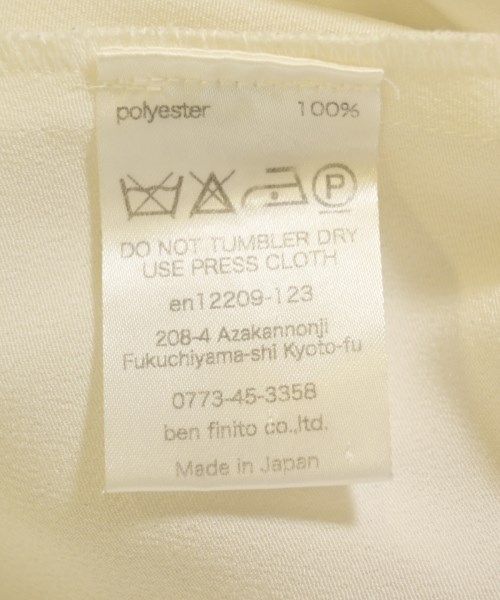 polyester 100%
P
DO NOT TUMBLER DRY
USE PRESS CLOTH
en12209-123
208-4 Azakannonji
Fukuchiyama-shi Kyoto-fu
0773-45-3358
ben finito co.,ltd.
Made in Japan